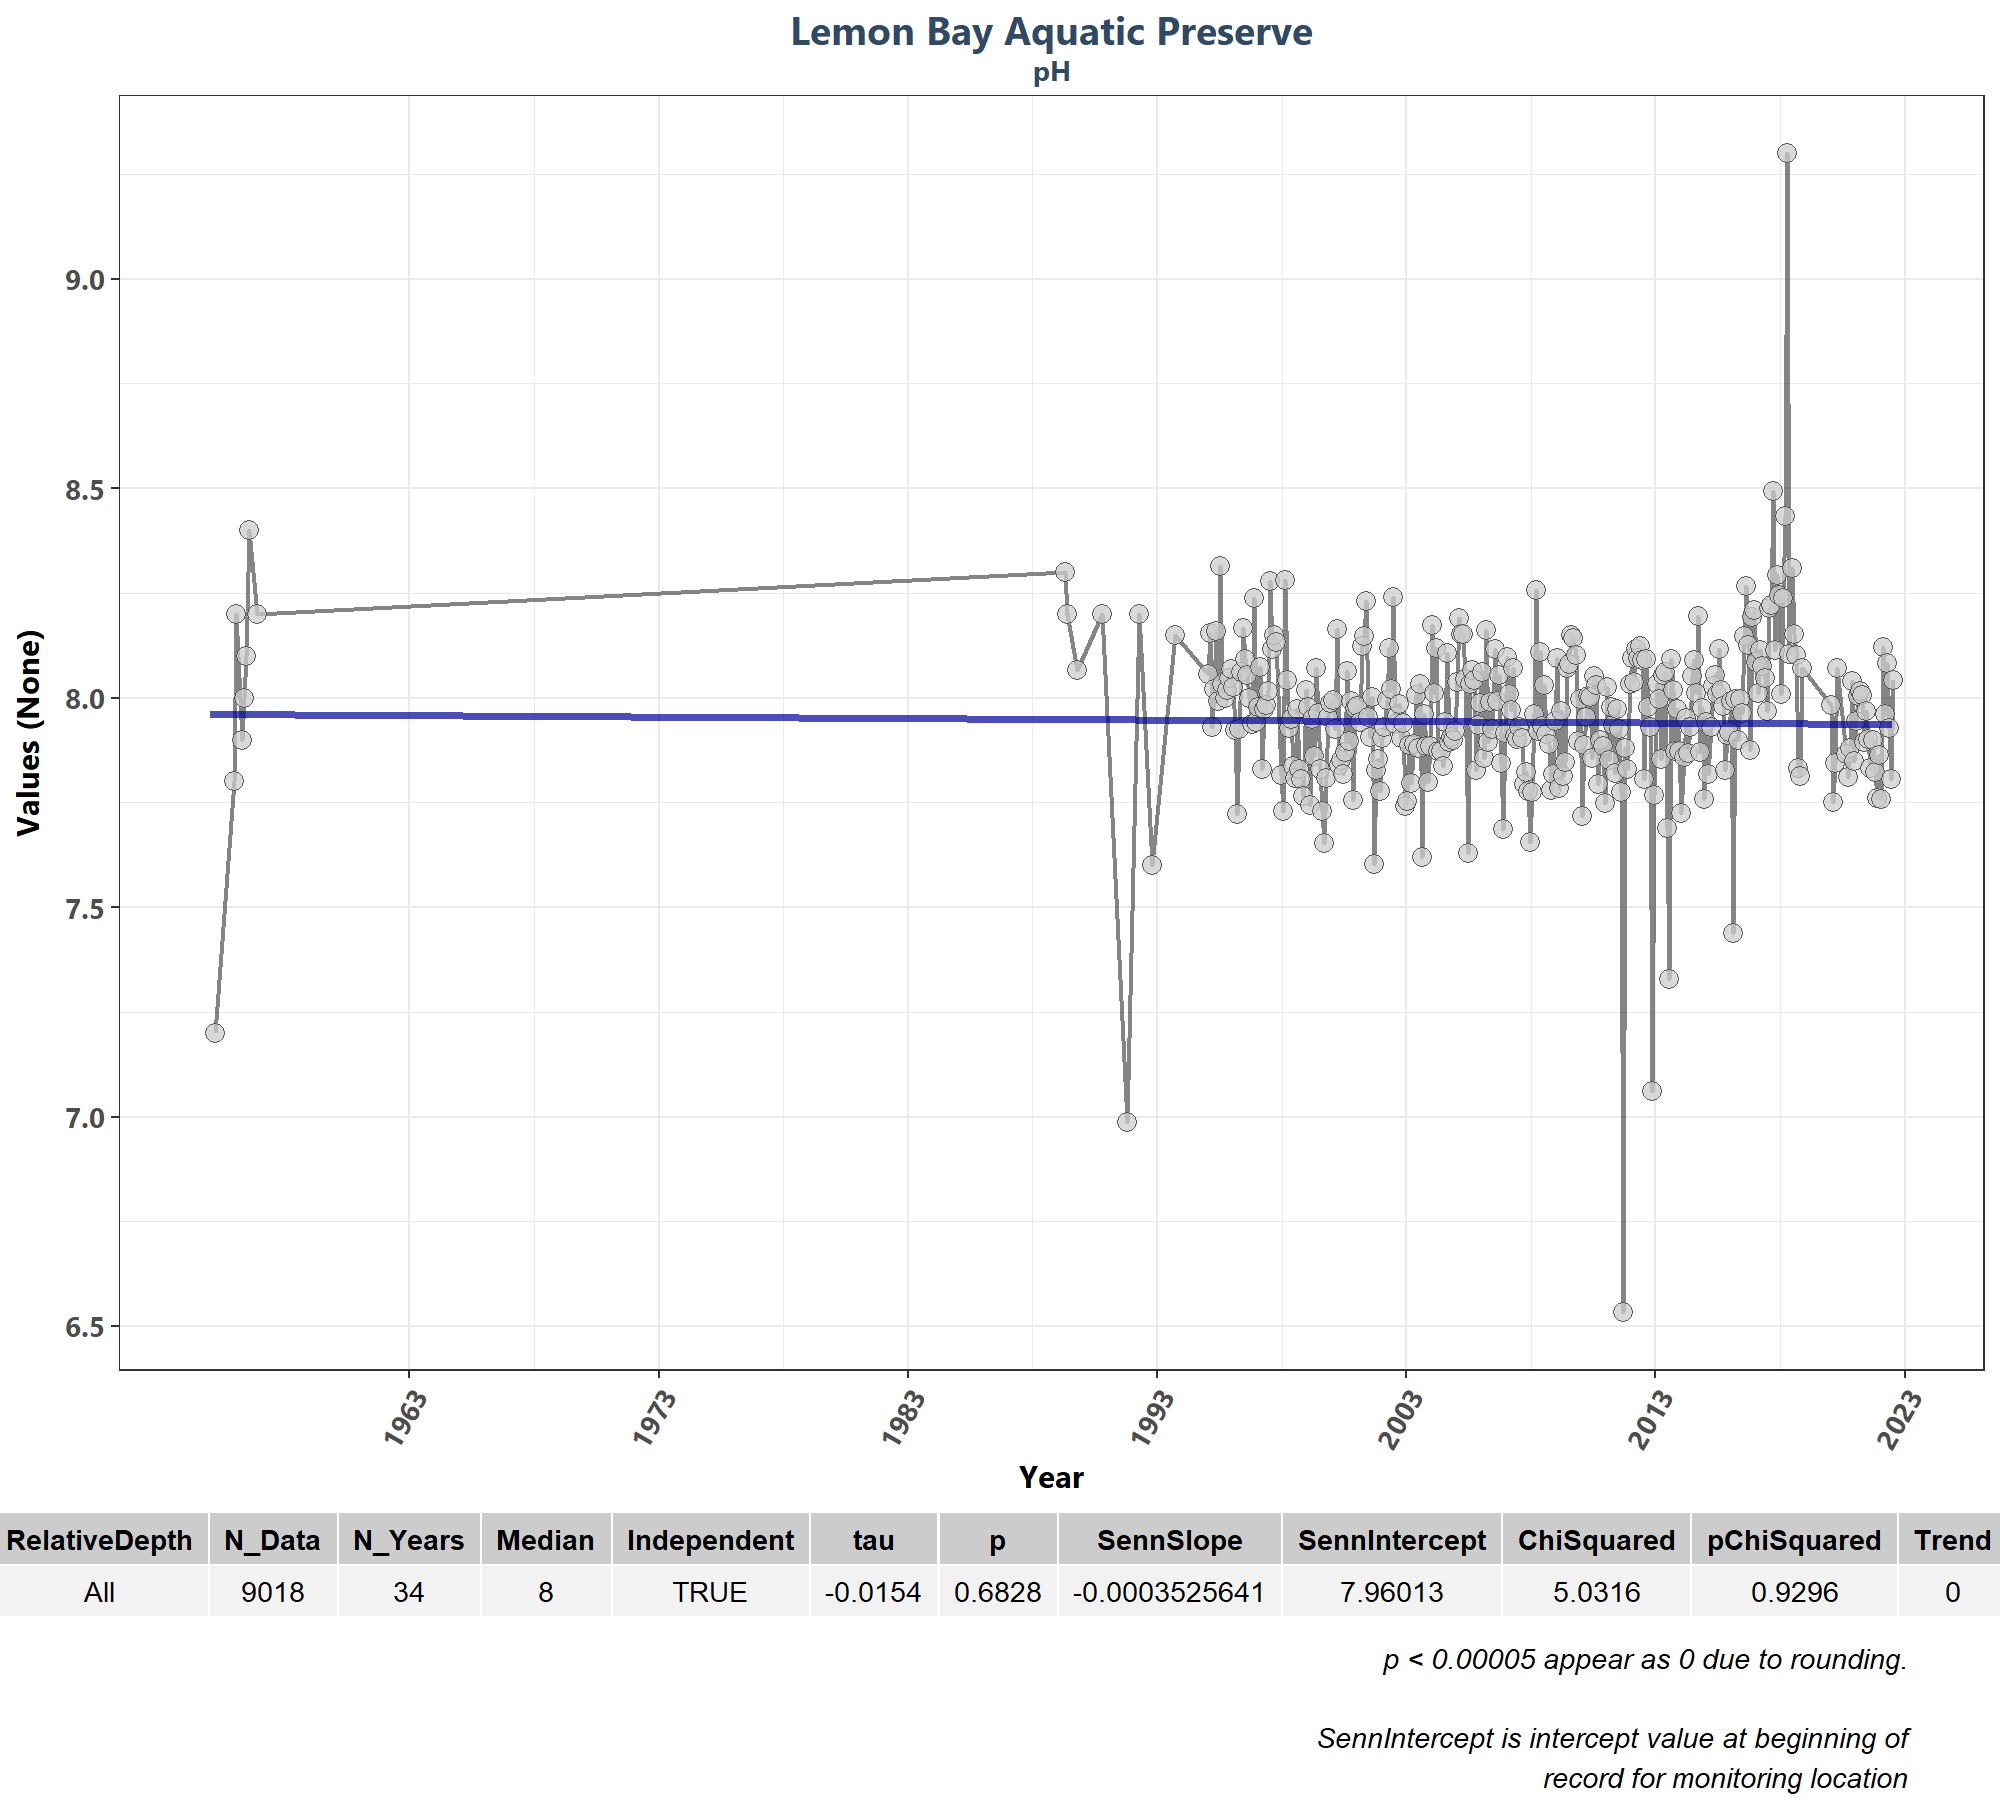 Lemon Bay Aquatic Preserve
pH
Values (None)
9.0
8.5
8.0
7.5
7.0
6.5
1963
1973
1983
1993
2003
2013
2023
Year
RelativeDepth N_Data N_Years Median Independent tau p SennSlope SennIntercept ChiSquared pChiSquared Trend
All 9018 34 8 TRUE -0.0154 0.6828 -0.0003525641 7.96013 5.0316 0.9296 0
p < 0.00005 appear as 0 due to rounding.
SennIntercept is intercept value at beginning of
record for monitoring location